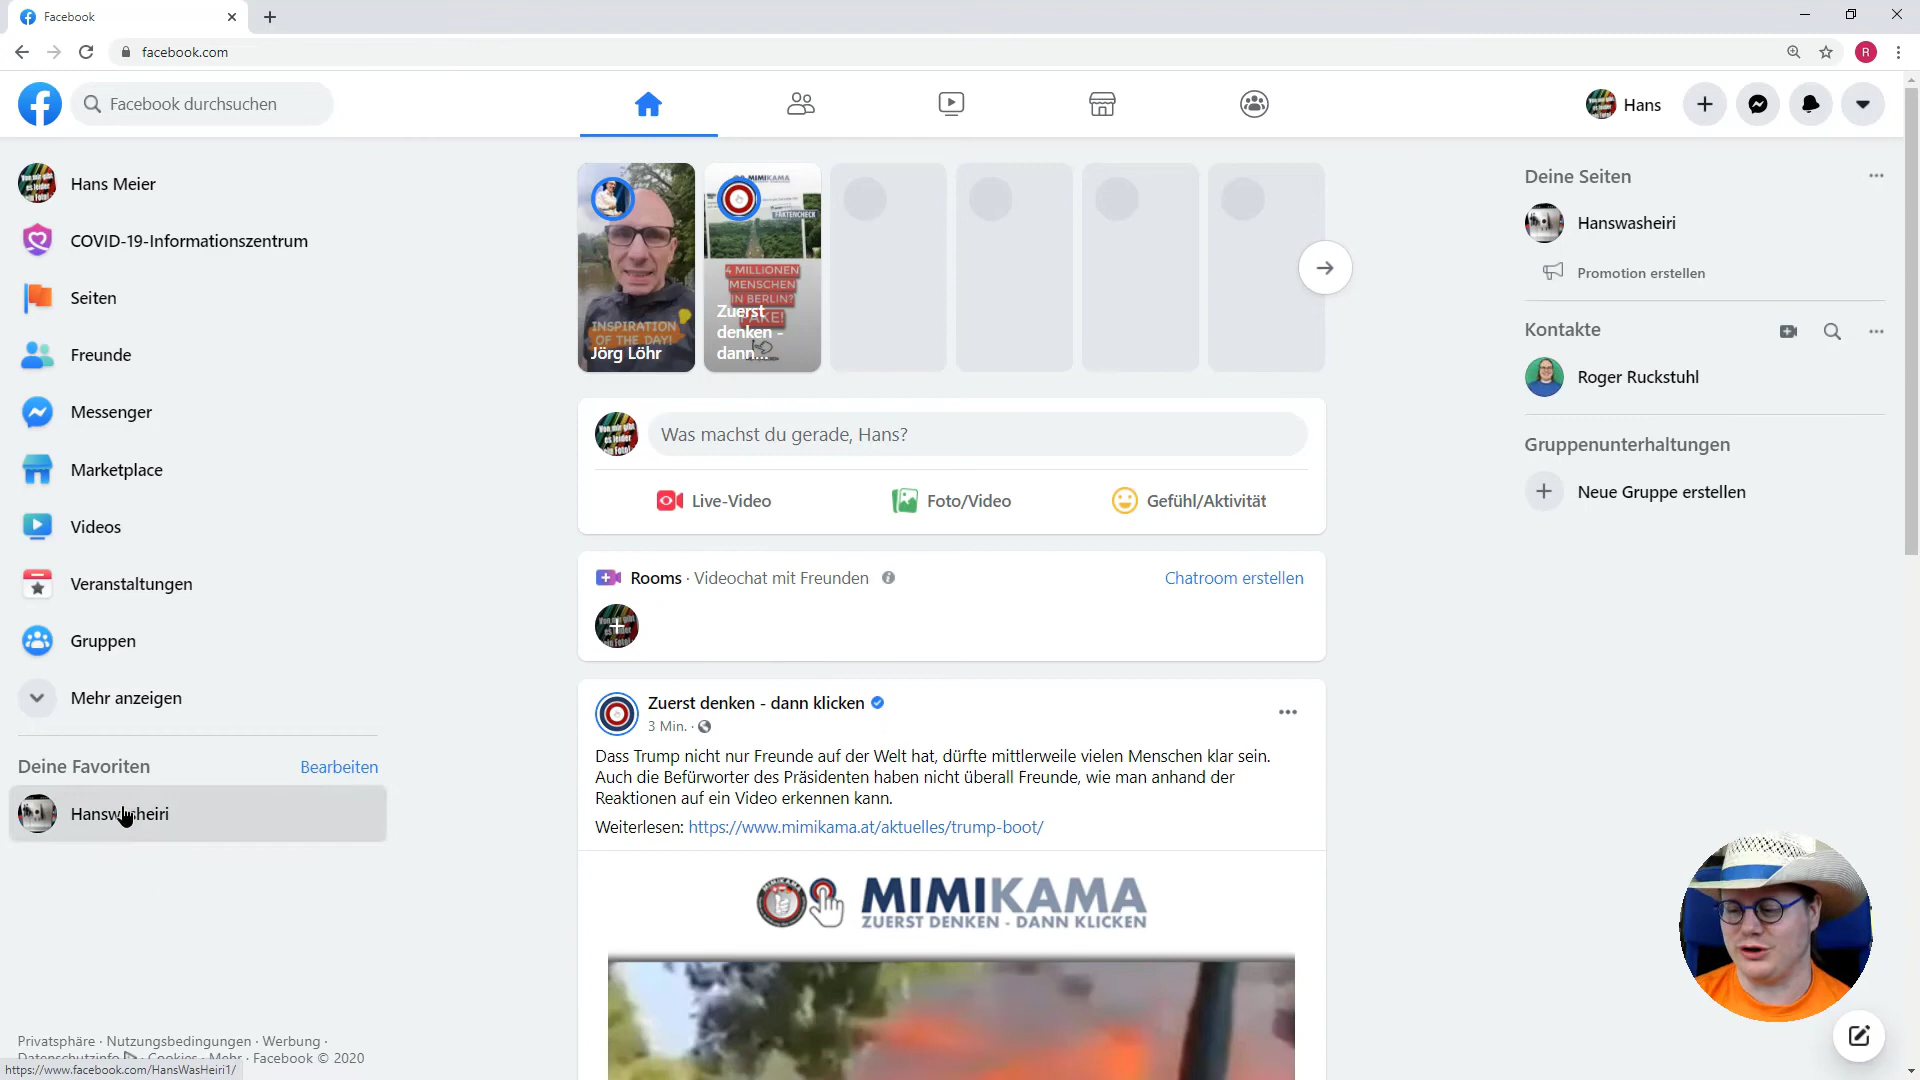 Facebook
facebook.com
R
Facebook durchsuchen
Hans
Hans Meier
COVID-19-Informationszentrum
Seiten
Freunde
Messenger
Marketplace
Videos
Veranstaltungen
Gruppen
Mehr anzeigen
Deine Favoriten
Bearbeiten
Hanswasheiri
Privatsphäre · Nutzungsbedingungen · Werbung ·
Datenschutzinfo · Cookies · Mehr · Facebook © 2020
https://www.facebook.com/HansWasHeiri1/
INSPIRATION
OF THE DAY!
Jörg Löhr
MIMIKAMA
FAKTENCHECK
4 MILLIONEN
MENSCHEN
IN BERLIN?
FAKE!
Zuerst
denken -
dann...
Was machst du gerade, Hans?
Live-Video
Foto/Video
Gefühl/Aktivität
Rooms · Videochat mit Freunden
Chatroom erstellen
Zuerst denken - dann klicken
3 Min. ·
Dass Trump nicht nur Freunde auf der Welt hat, dürfte mittlerweile vielen Menschen klar sein.
Auch die Befürworter des Präsidenten haben nicht überall Freunde, wie man anhand der
Reaktionen auf ein Video erkennen kann.
Weiterlesen: https://www.mimikama.at/aktuelles/trump-boot/
MIMIKAMA
ZUERST DENKEN - DANN KLICKEN
Deine Seiten
Hanswasheiri
Promotion erstellen
Kontakte
Roger Ruckstuhl
Gruppenunterhaltungen
Neue Gruppe erstellen